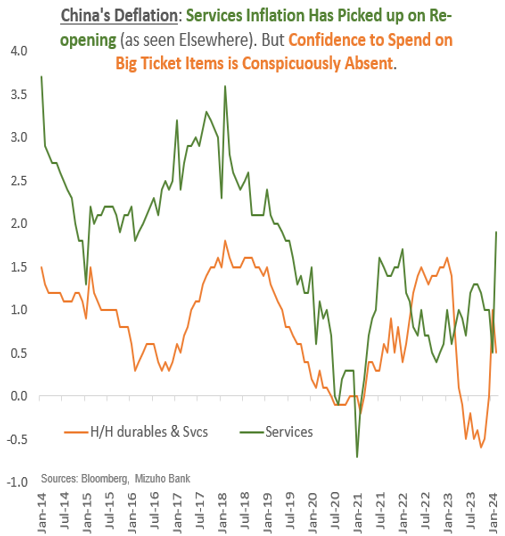 China's Deflation: Services Inflation Has Picked up on Re-
opening (as seen Elsewhere). But Confidence to Spend on
Big Ticket Items is Conspicuously Absent.
4.0
3.5
3.0
2.5
2.0
1.5
1.0
0.5
0.0
-0.5
-1.0
H/H durables & Svcs
Services
Sources: Bloomberg, Mizuho Bank
Jan-14
Jul-14
Jan-15
Jul-15
Jan-16
Jul-16
Jan-17
Jul-17
Jan-18
Jul-18
Jan-19
Jul-19
Jan-20
Jul-20
Jan-21
Jul-21
Jan-22
Jul-22
Jan-23
Jul-23
Jan-24